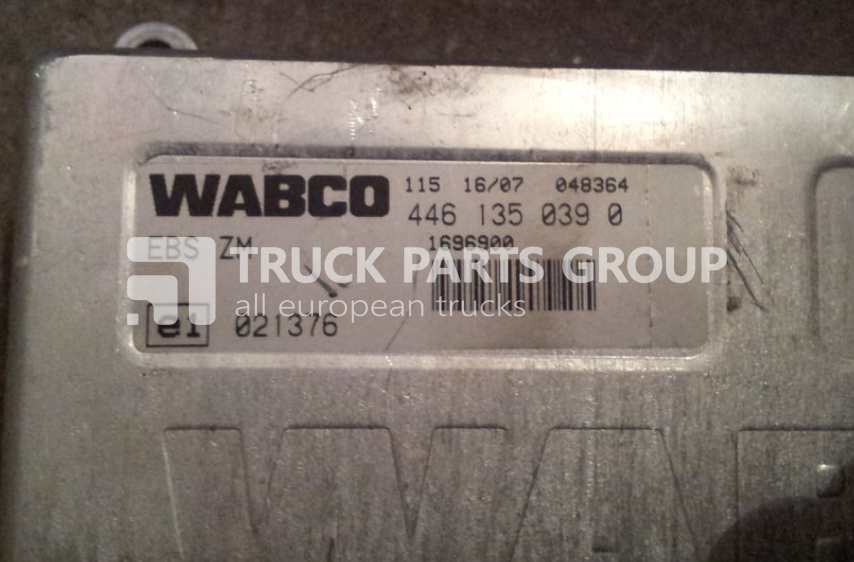 WABCO 115 16/07 048364
446 135 039 0
EBS ZM 1696900
TRUCK PARTS GROUP
all european trucks
e1 021376